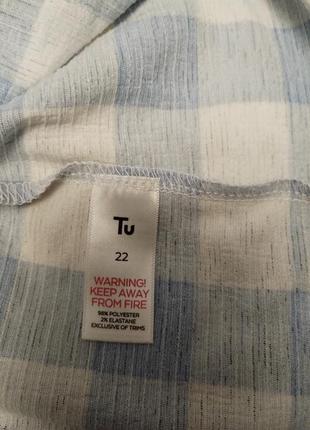 Tu
22
WARNING!
KEEP AWAY
FROM FIRE
98% POLYESTER
2% ELASTANE
EXCLUSIVE OF TRIMS